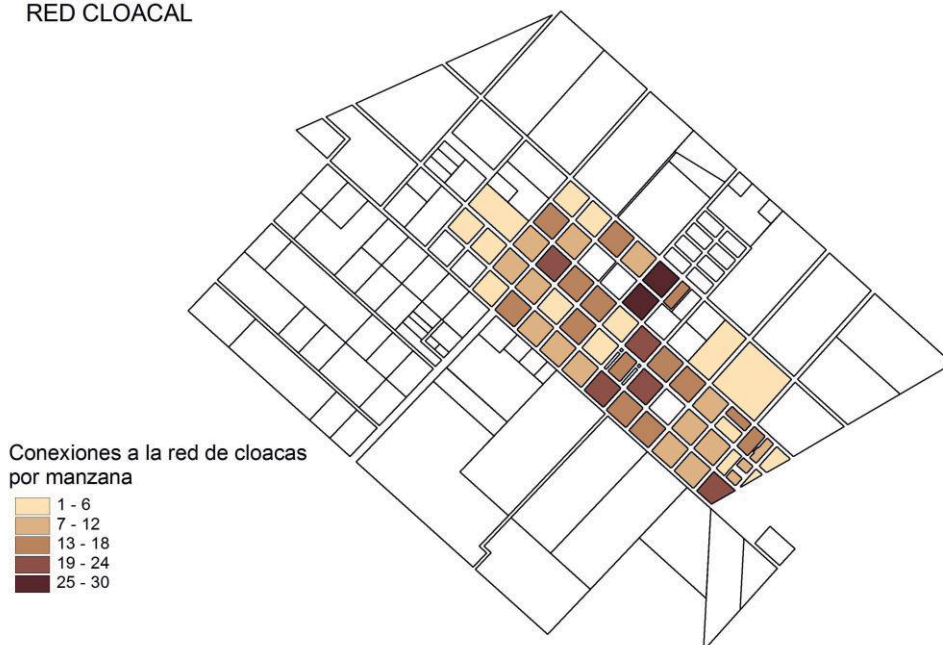 RED CLOACAL
Conexiones a la red de cloacas
por manzana
1 - 6
7 - 12
13 - 18
19 - 24
25 - 30